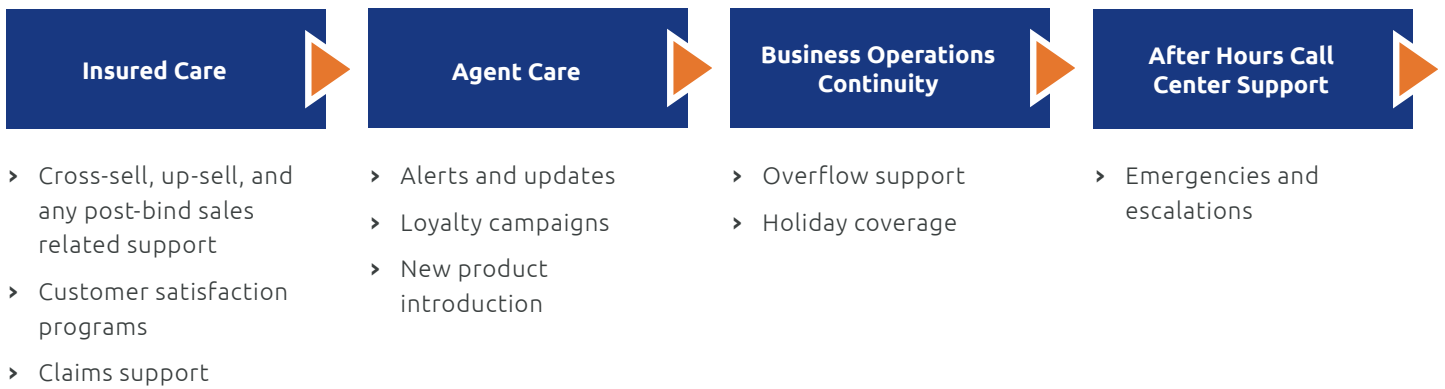 Insured Care
Agent Care
Business Operations
Continuity
After Hours Call
Center Support
› Cross-sell, up-sell, and
any post-bind sales
related support
› Customer satisfaction
programs
› Claims support
› Alerts and updates
› Loyalty campaigns
› New product
introduction
› Overflow support
› Holiday coverage
› Emergencies and
escalations